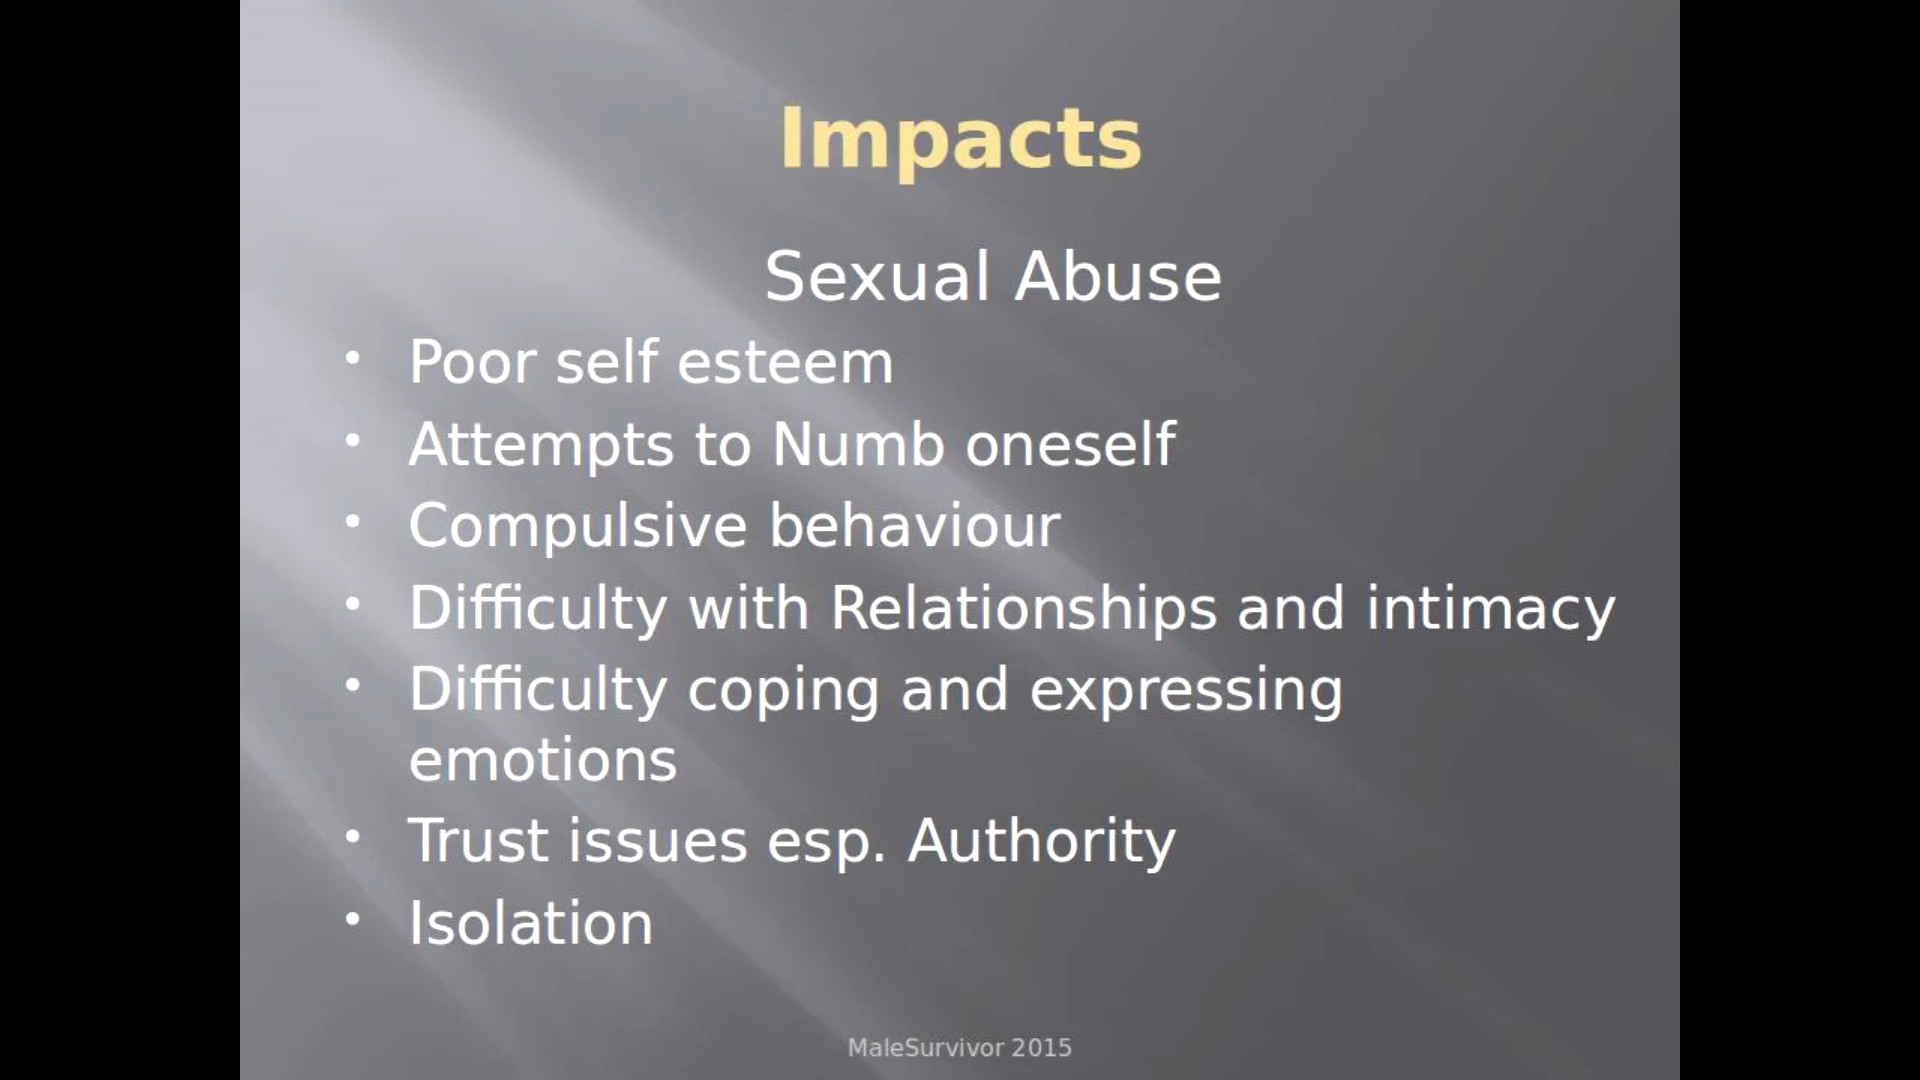 Impacts
Sexual Abuse
• Poor self esteem
• Attempts to Numb oneself
• Compulsive behaviour
• Difficulty with Relationships and intimacy
• Difficulty coping and expressing
emotions
• Trust issues esp. Authority
• Isolation
MaleSurvivor 2015